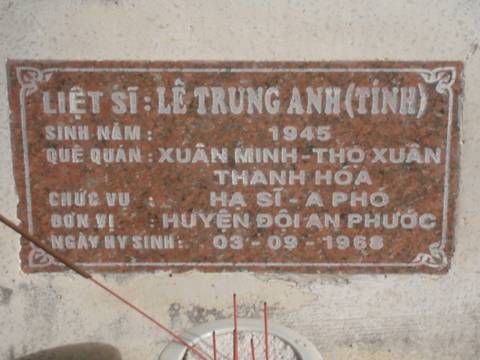 LIỆT SĨ : LÊ TRUNG ANH (TÍNH)
SINH NĂM : 1945
QUÊ QUÁN : XUÂN MINH - THỌ XUÂN
THANH HÓA
CHỨC VỤ : HẠ SĨ - A PHÓ
ĐƠN VỊ : HUYỆN ĐỘI AN PHƯỚC
NGÀY HY SINH : 03 - 09 - 1968